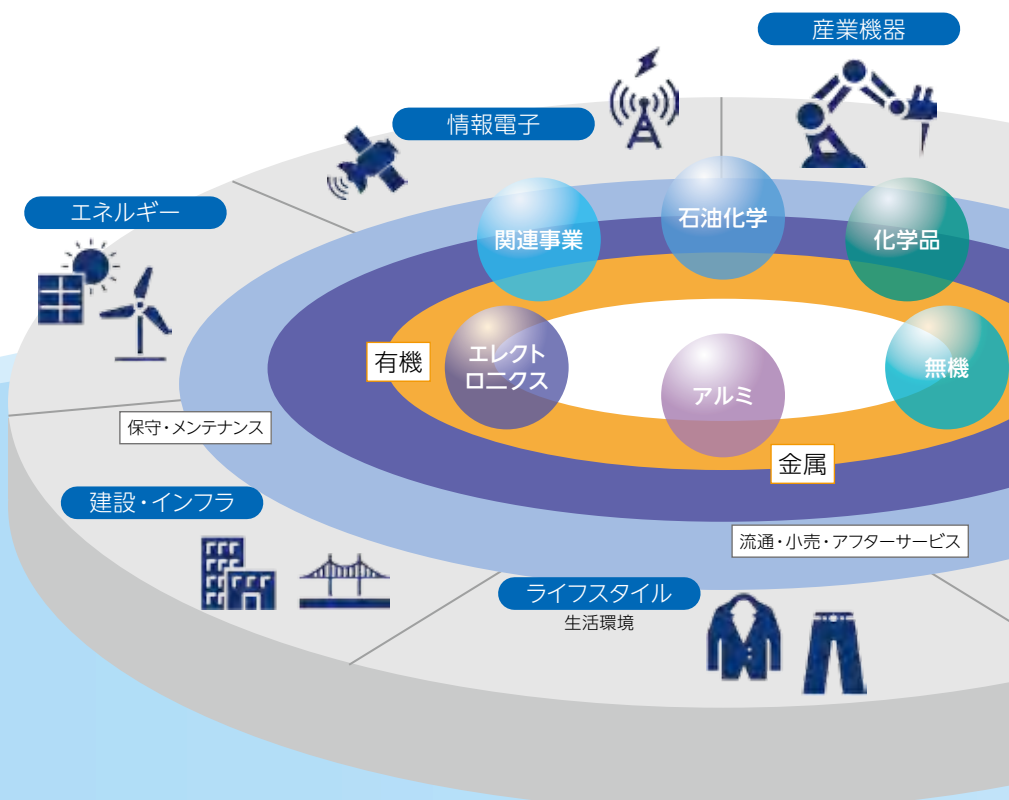 産業機器
情報電子
エネルギー
石油化学
関連事業
化学品
有機
エレクト
ロニクス
アルミ
無機
保守・メンテナンス
金属
建設・インフラ
流通・小売・アフターサービス
ライフスタイル
生活環境